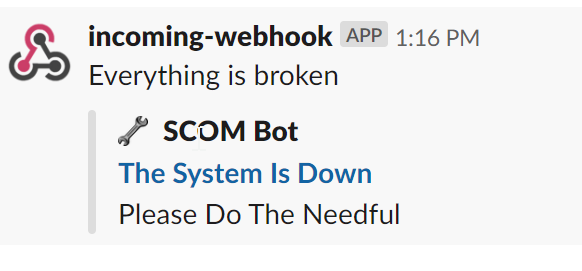 incoming-webhook APP 1:16 PM
Everything is broken
SCOM Bot
The System Is Down
Please Do The Needful